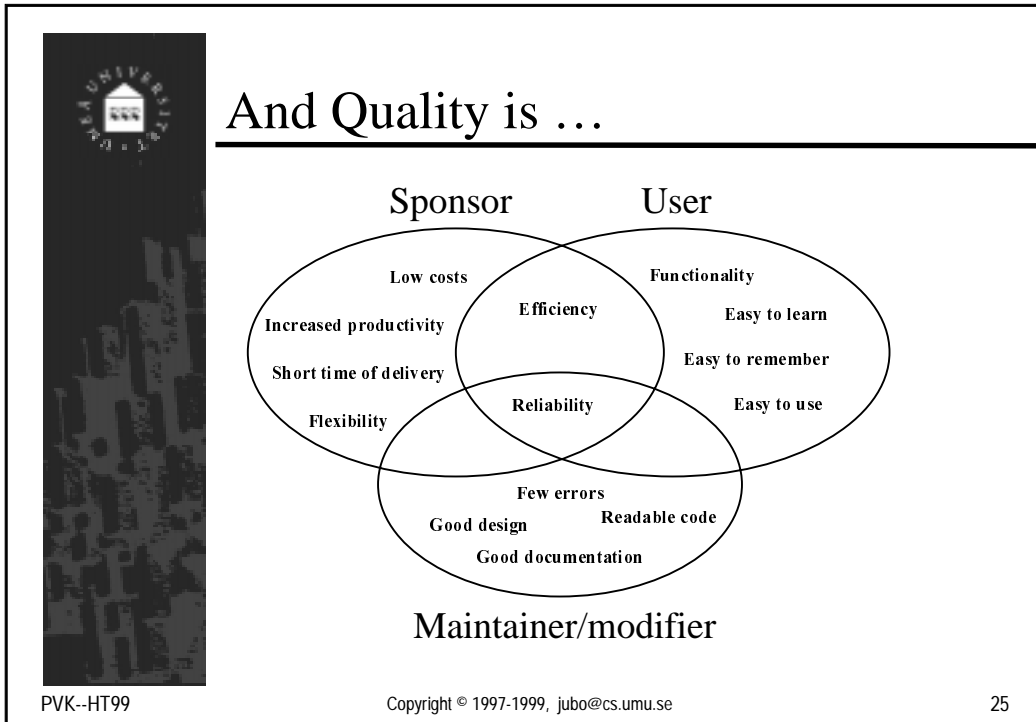 UMEÅ UNIVERSITET
And Quality is …
Sponsor
User
Low costs
Increased productivity
Short time of delivery
Flexibility
Efficiency
Reliability
Functionality
Easy to learn
Easy to remember
Easy to use
Few errors
Readable code
Good design
Good documentation
Maintainer/modifier
PVK--HT99
Copyright © 1997-1999, jubo@cs.umu.se
25